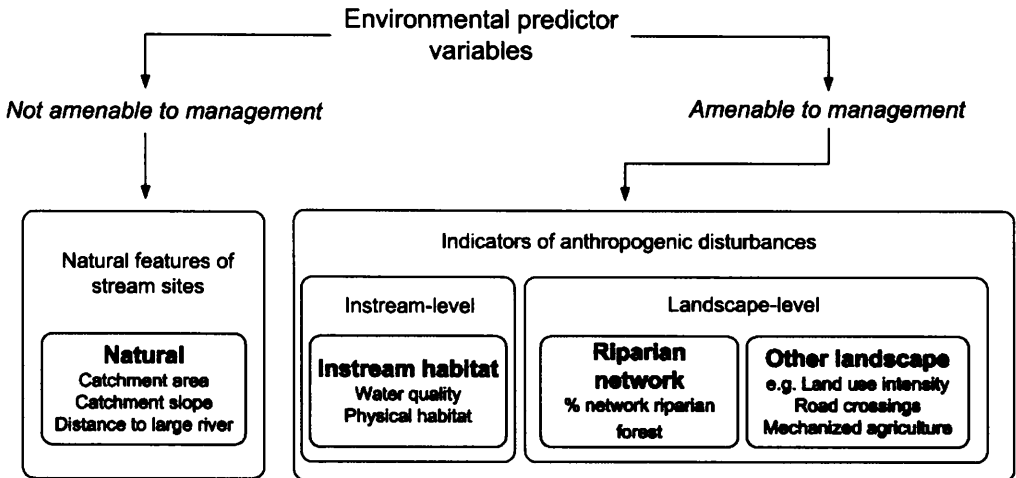 Environmental predictor
variables
Not amenable to management
Amenable to management
Natural features of
stream sites
Natural
Catchment area
Catchment slope
Distance to large river
Indicators of anthropogenic disturbances
Instream-level
Instream habitat
Water quality
Physical habitat
Landscape-level
Riparian
network
% network riparian
forest
Other landscape
e.g. Land use intensity
Road crossings
Mechanized agriculture